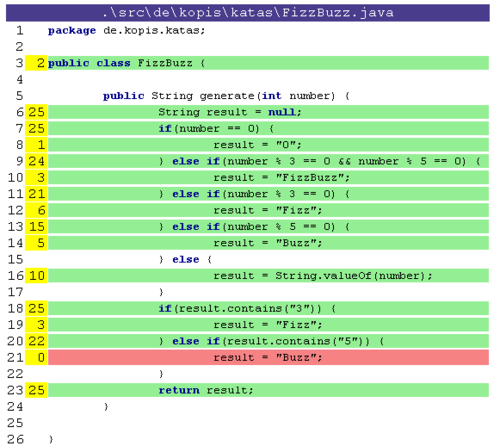 .\src\de\kopis\katas\FizzBuzz.java
1 package de.kopis.katas;
2
3 2 public class FizzBuzz {
4
5 public String generate(int number) {
6 25 String result = null;
7 25 if(number == 0) {
8 1 result = "0";
9 24 } else if(number % 3 == 0 && number % 5 == 0) {
10 3 result = "FizzBuzz";
11 21 } else if(number % 3 == 0) {
12 6 result = "Fizz";
13 15 } else if(number % 5 == 0) {
14 5 result = "Buzz";
15 } else {
16 10 result = String.valueOf(number);
17 }
18 25 if(result.contains("3")) {
19 3 result = "Fizz";
20 22 } else if(result.contains("5")) {
21 0 result = "Buzz";
22 }
23 25 return result;
24 }
25
26 }